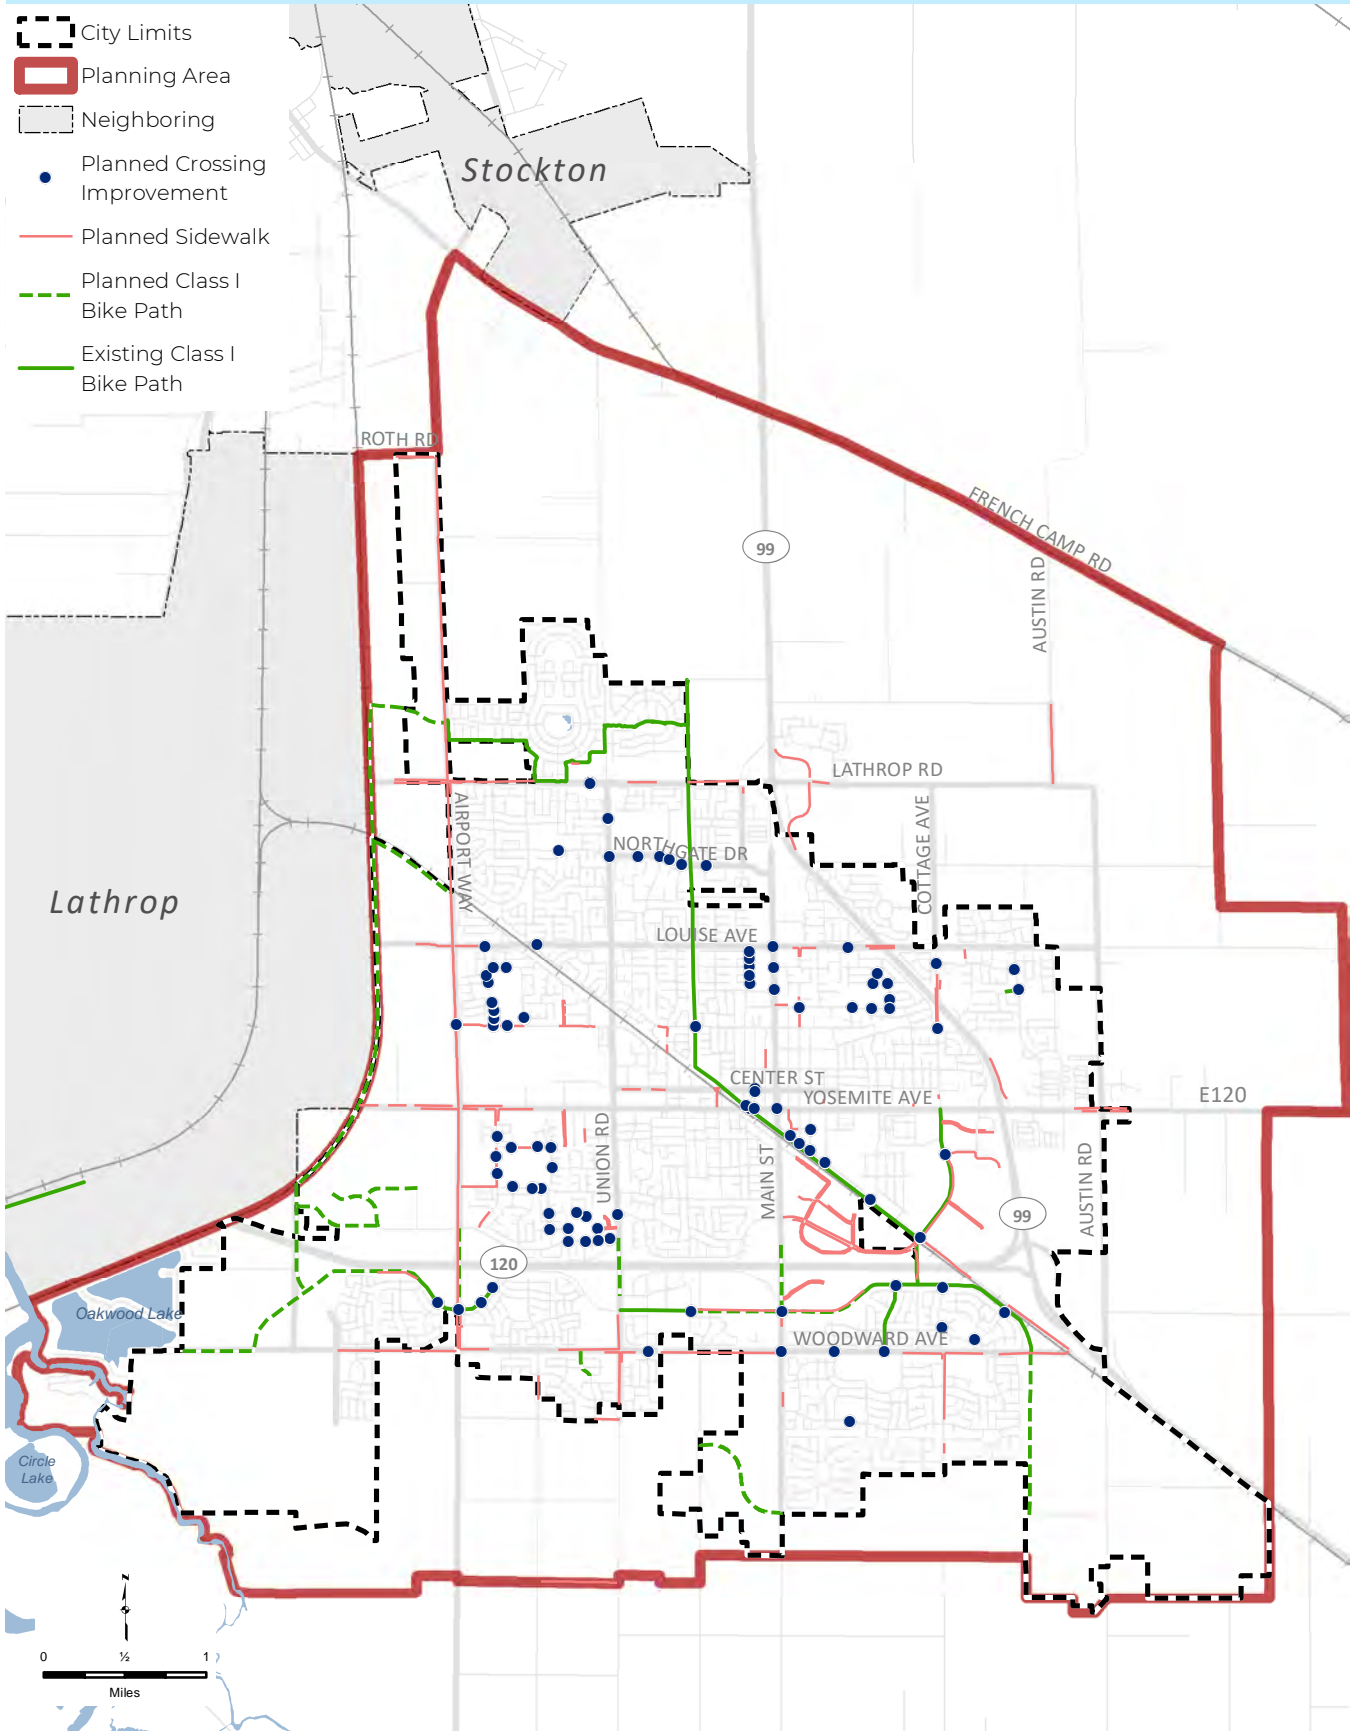 City Limits
Planning Area
Neighboring
Planned Crossing
Improvement
Planned Sidewalk
Planned Class I
Bike Path
Existing Class I
Bike Path
Stockton
ROTH RD
FRENCH CAMP RD
99
AUSTIN RD
LATHROP RD
AIRPORT WAY
COTTAGE AVE
NORTHGATE DR
Lathrop
LOUISE AVE
CENTER ST
YOSEMITE AVE
E120
UNION RD
MAIN ST
AUSTIN RD
99
120
Oakwood Lake
WOODWARD AVE
Circle
Lake
N
0 ½ 1
Miles